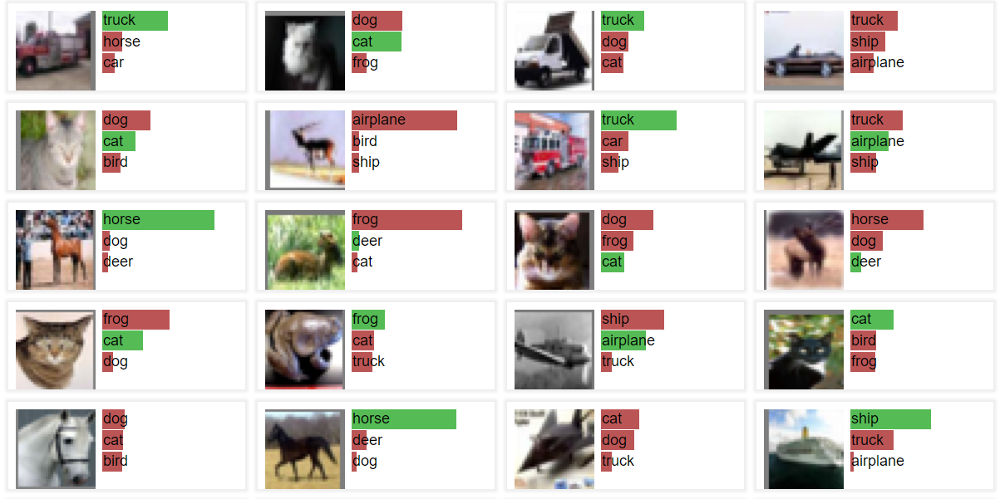 truck
horse
car
dog
cat
frog
truck
dog
cat
truck
ship
airplane
dog
cat
bird
airplane
bird
ship
truck
car
ship
truck
airplane
ship
horse
dog
deer
frog
deer
cat
dog
frog
cat
horse
dog
deer
frog
cat
dog
frog
cat
truck
ship
airplane
truck
cat
bird
frog
dog
cat
bird
horse
deer
dog
cat
dog
truck
ship
truck
airplane